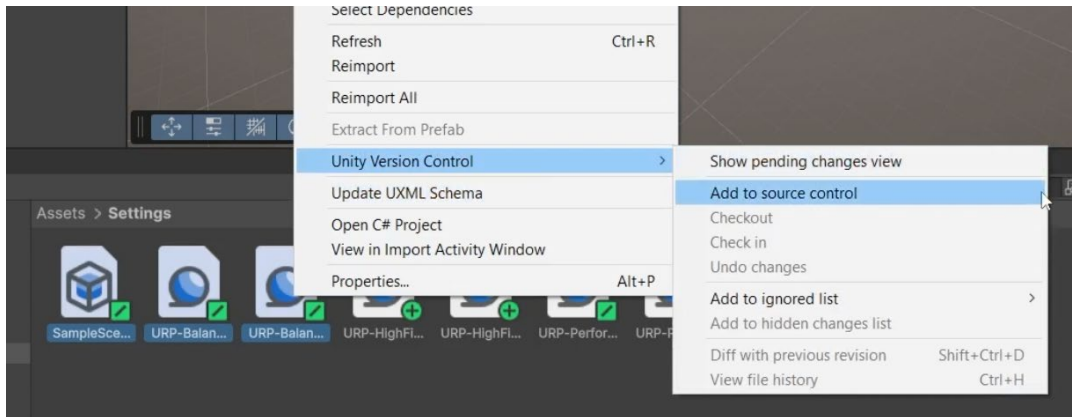 Select Dependencies
Refresh Ctrl+R
Reimport
Reimport All
Extract From Prefab
Unity Version Control >
Update UXML Schema
Open C# Project
View in Import Activity Window
Properties... Alt+P
Show pending changes view
Add to source control
Checkout
Check in
Undo changes
Add to ignored list >
Add to hidden changes list
Diff with previous revision Shift+Ctrl+D
View file history Ctrl+H
Assets > Settings
SampleSce... URP-Balan... URP-Balan... URP-HighFi... URP-HighFi... URP-Perfor... URP-P